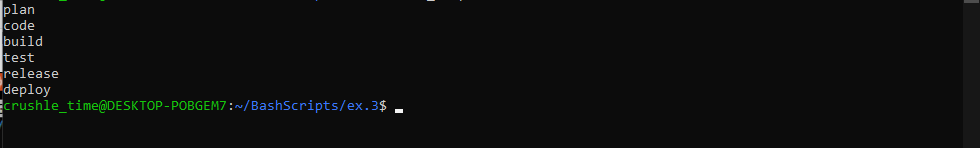 plan
code
build
test
release
deploy
crushle_time@DESKTOP-POBGEM7:~/BashScripts/ex.3$